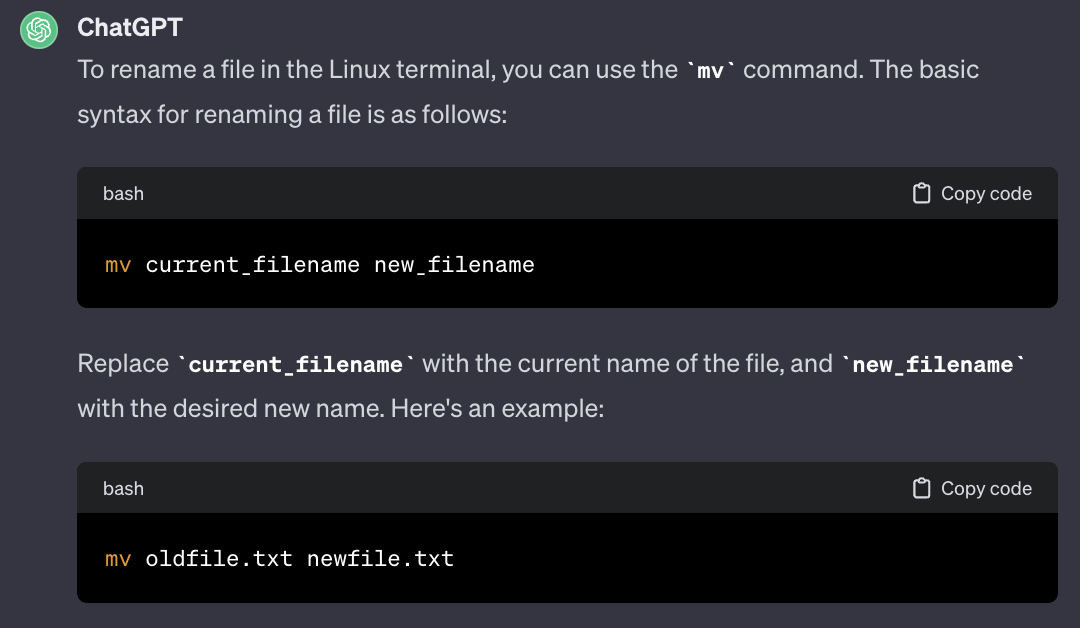 ChatGPT
To rename a file in the Linux terminal, you can use the `mv` command. The basic
syntax for renaming a file is as follows:
bash Copy code
mv current_filename new_filename
Replace `current_filename` with the current name of the file, and `new_filename`
with the desired new name. Here's an example:
bash Copy code
mv oldfile.txt newfile.txt